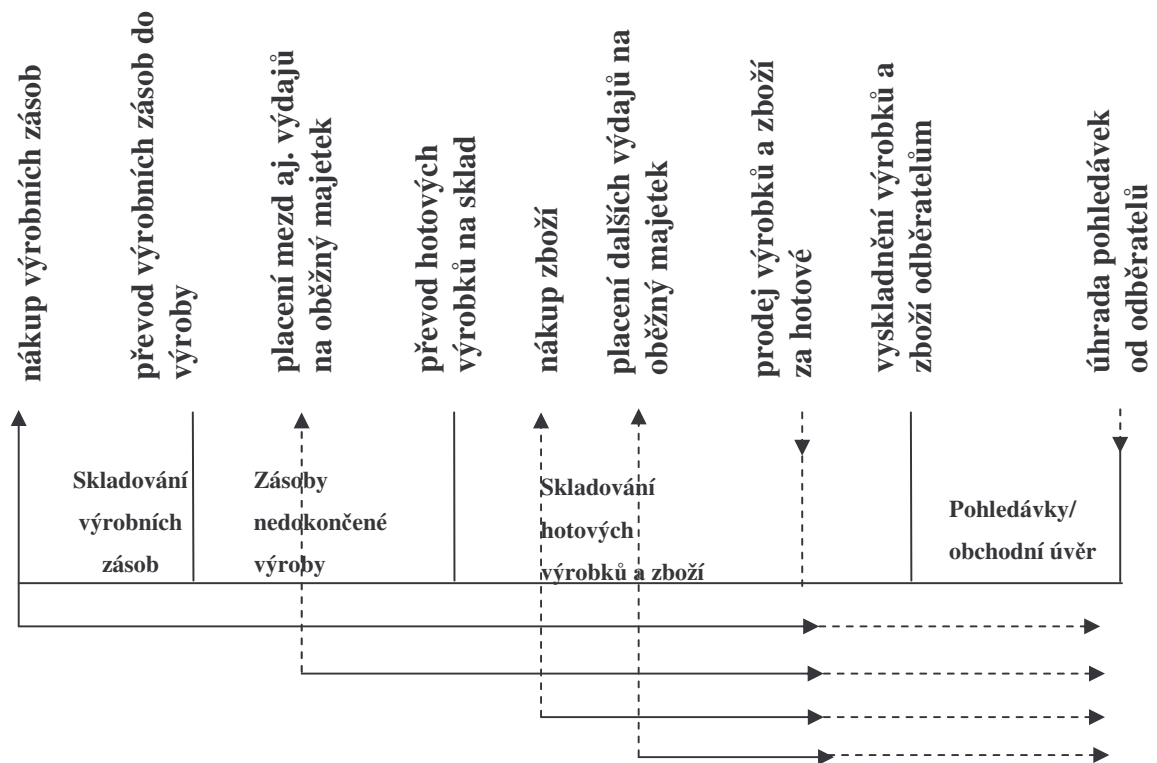 nákup výrobních zásob
převod výrobních zásob do
výroby
placení mezd aj. výdajů
na oběžný majetek
převod hotových
výrobků na sklad
nákup zboží
placení dalších výdajů na
oběžný majetek
prodej výrobků a zboží
za hotové
vyskladnění výrobků a
zboží odběratelům
úhrada pohledávek
od odběratelů
Skladování
výrobních
zásob
Zásoby
nedokončené
výroby
Skladování
hotových
výrobků a zboží
Pohledávky/
obchodní úvěr